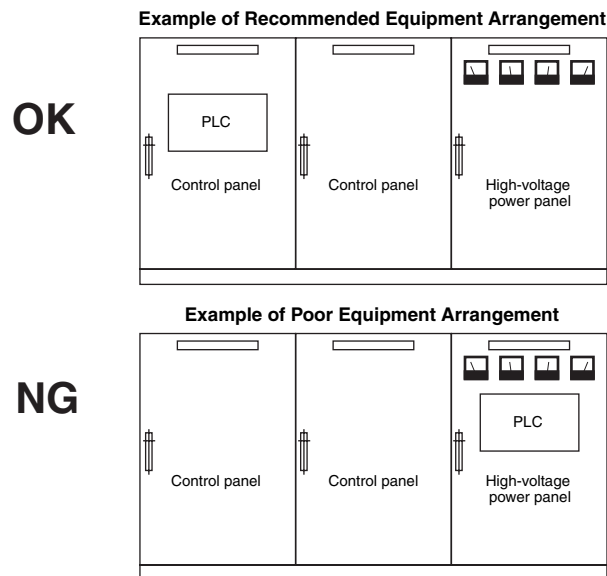 Example of Recommended Equipment Arrangement
OK
PLC
Control panel
Control panel
High-voltage
power panel
Example of Poor Equipment Arrangement
NG
PLC
Control panel
Control panel
High-voltage
power panel